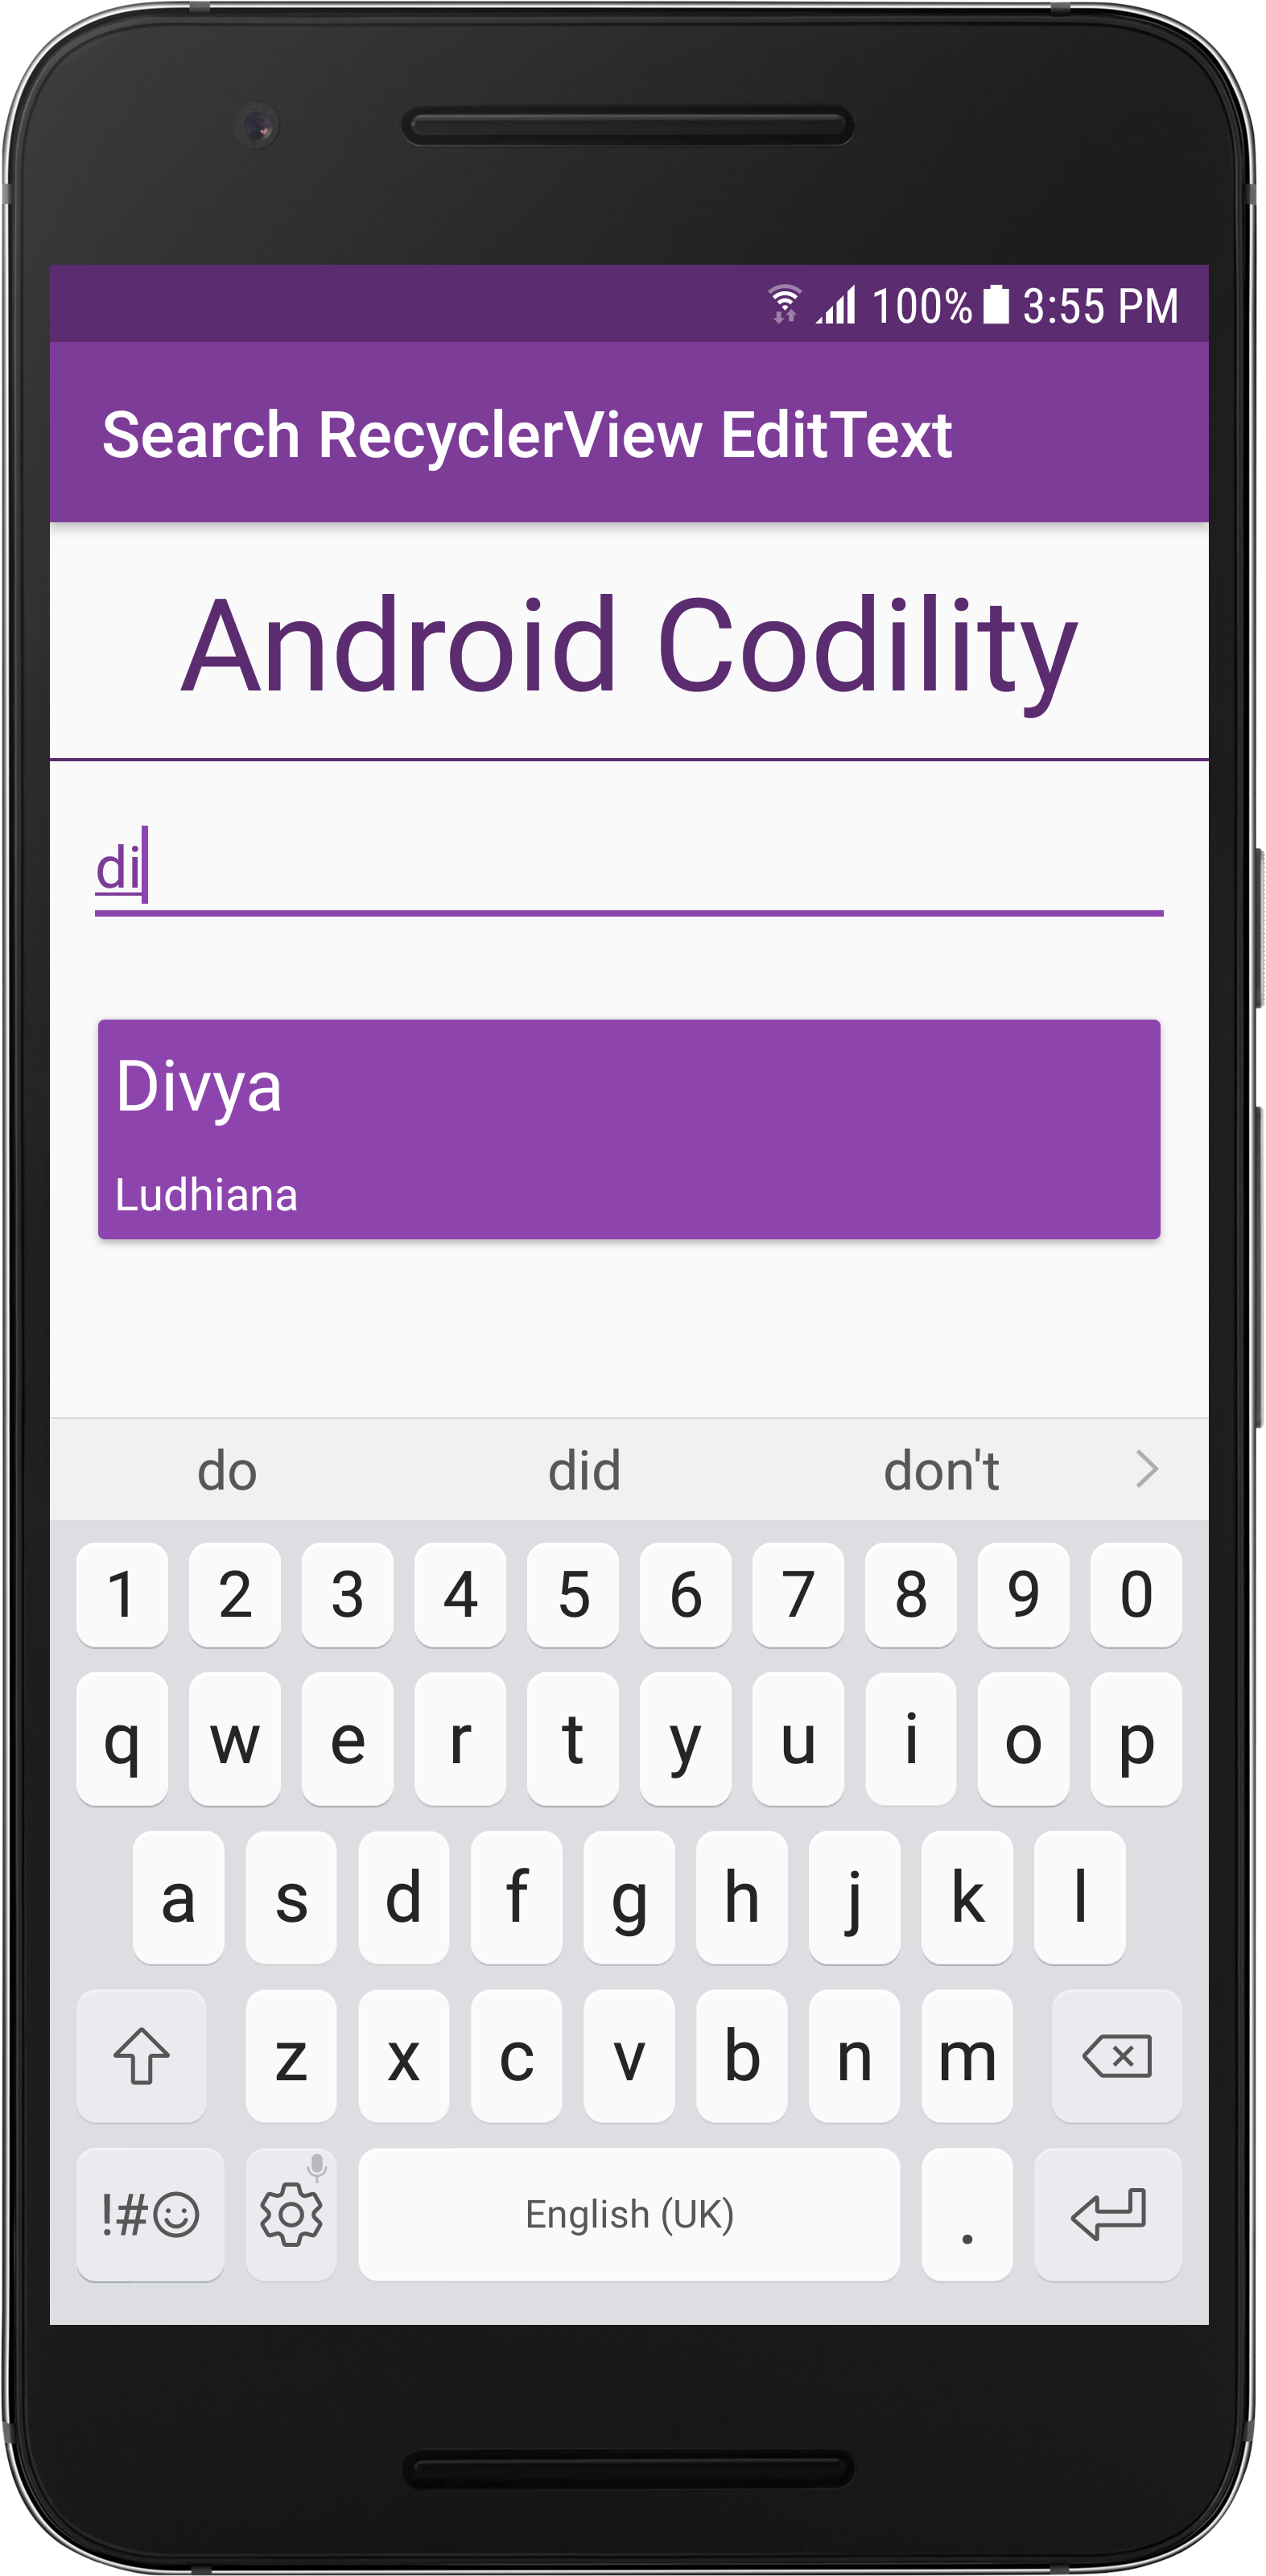 100% 3:55 PM
Search RecyclerView EditText
Android Codility
di
Divya
Ludhiana
do did don't
1 2 3 4 5 6 7 8 9 0
q w e r t y u i o p
a s d f g h j k l
z x c v b n m
!#☺ English (UK) .